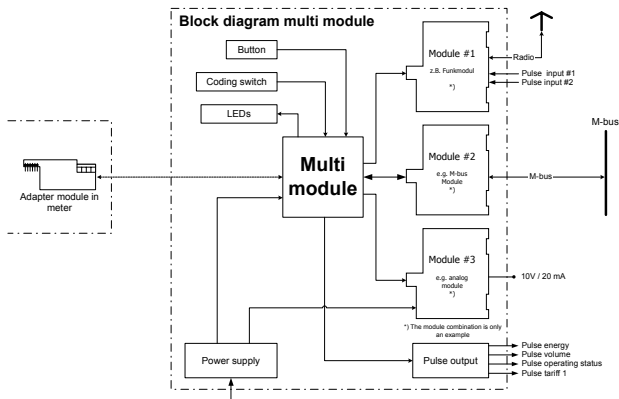 Block diagram multi module
Button
Coding switch
LEDs
Multi
module
Adapter module in
meter
Module #1
z.B. Funkmodul
*)
Radio
Pulse input #1
Pulse input #2
M-bus
Module #2
e.g. M-bus
Module
*)
M-bus
Module #3
e.g. analog
module
*)
10V / 20 mA
*) The module combination is only
an example
Power supply
Pulse output
Pulse energy
Pulse volume
Pulse operating status
Pulse tariff 1